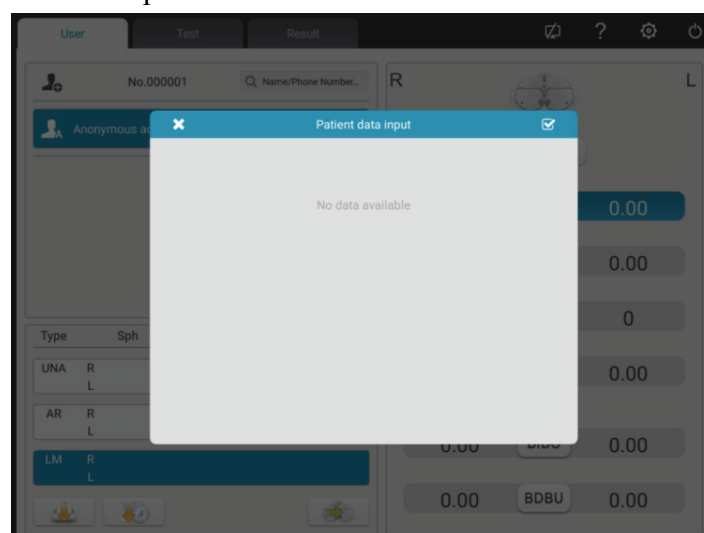 User Test Result ?
No.000001 Name/Phone Number...
R L
Anonymous ac
Patient data input
No data available
0.00
0.00
0
0.00
Type Sph
UNA R
L
AR R
L
LM R
L
0.00 0.00
0.00 BDBU 0.00